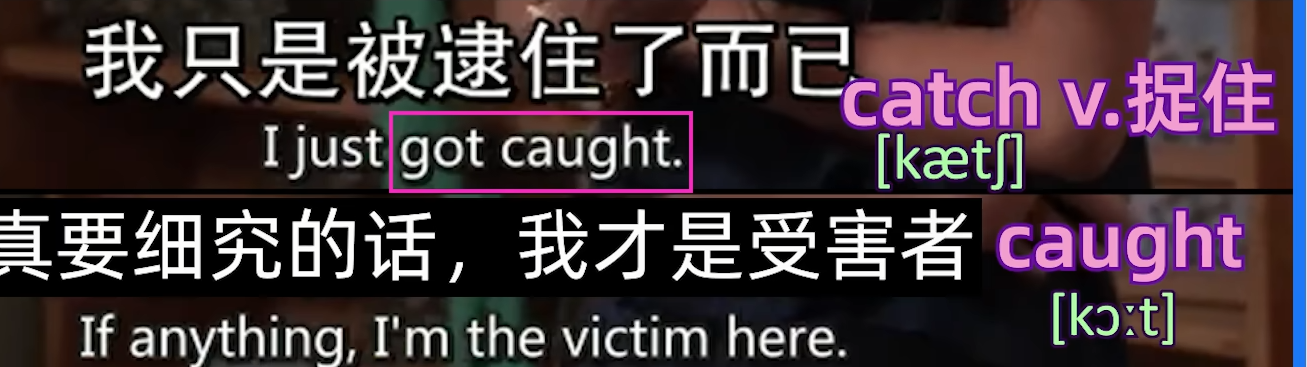 我只是被逮住了而已
I just got caught.
catch v.捉住
[kætʃ]
真要细究的话，我才是受害者
caught
[kɔːt]
If anything, I'm the victim here.